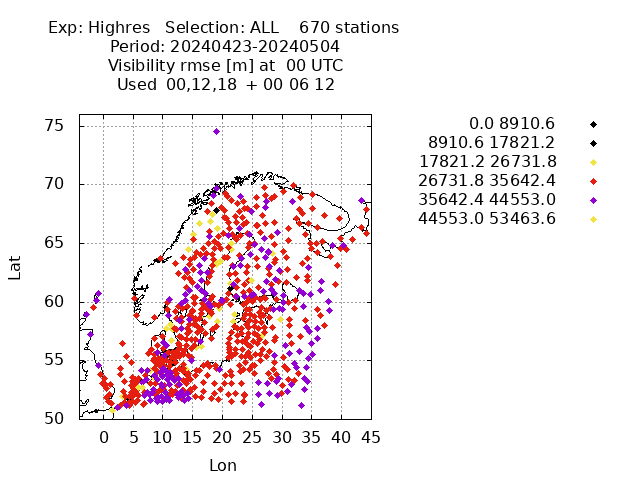 Exp: Highres   Selection: ALL    670 stations
Period: 20240423-20240504
Visibility rmse [m] at  00 UTC
Used  00,12,18  + 00 06 12
0.0 8910.6
8910.6 17821.2
17821.2 26731.8
26731.8 35642.4
35642.4 44553.0
44553.0 53463.6
75
70
65
60
55
50
Lat
0 5 10 15 20 25 30 35 40 45
Lon